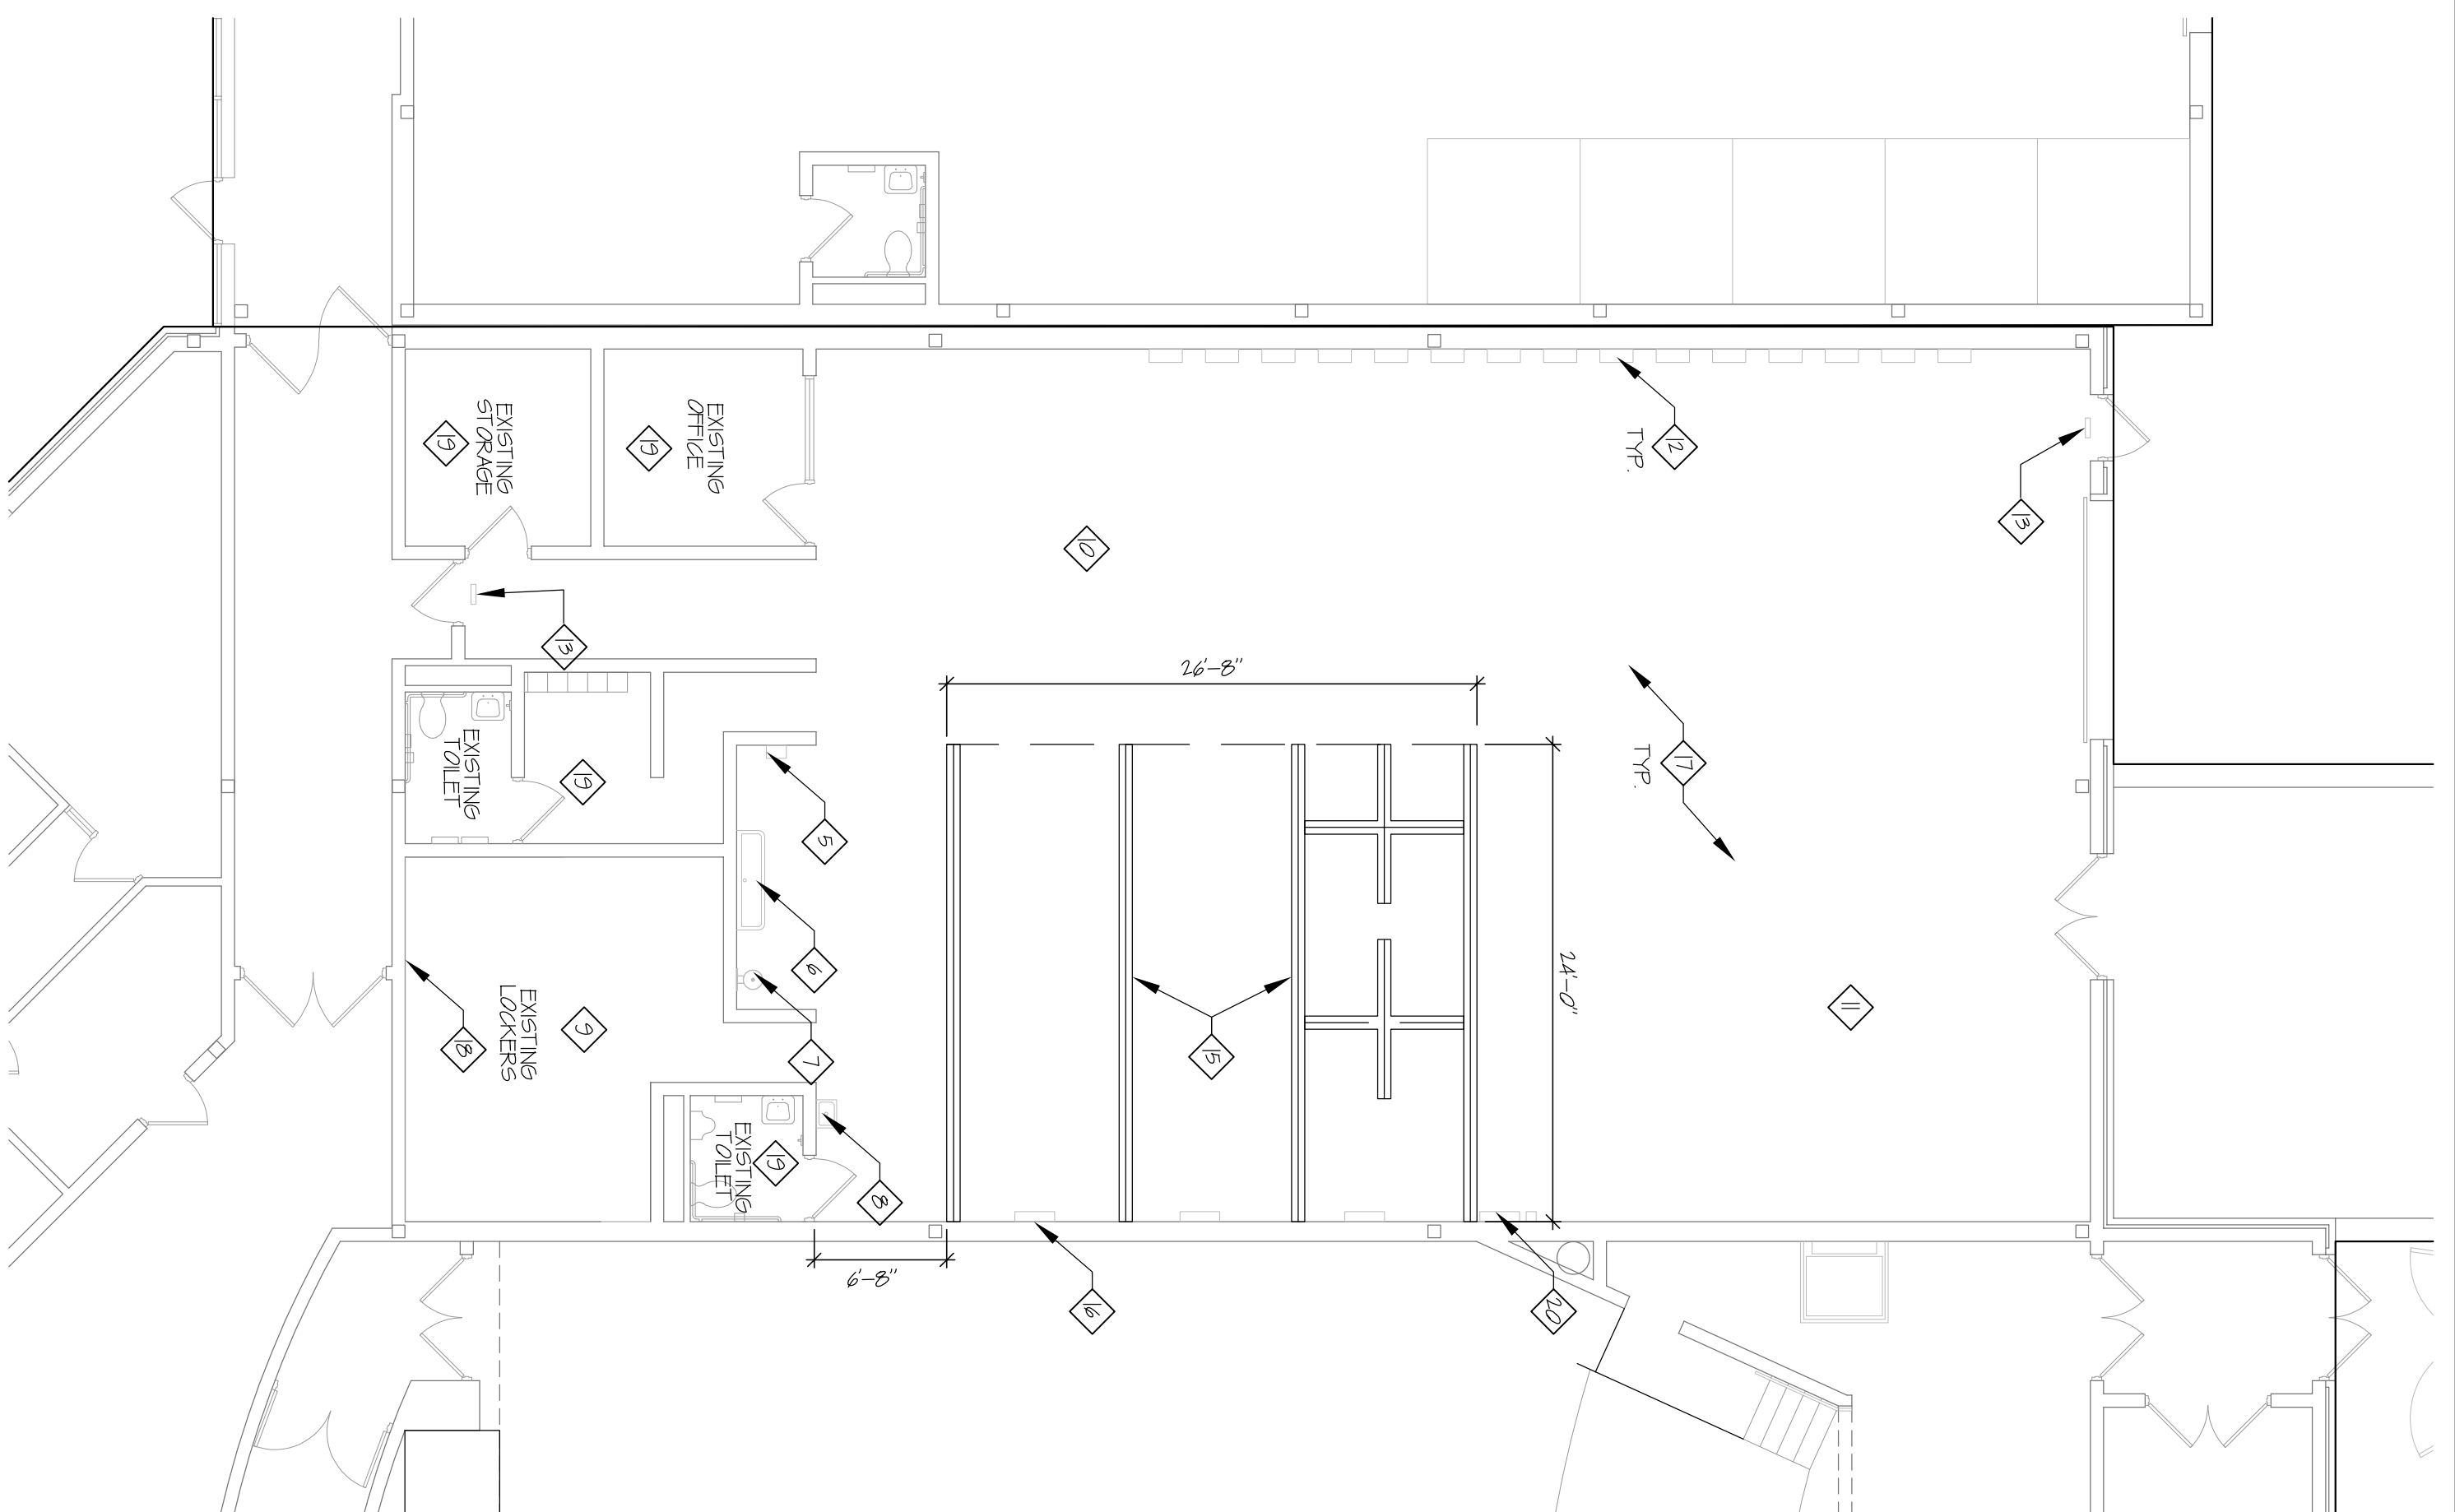 EXISTING
STORAGE
19
EXISTING
OFFICE
19
12
TYP.
13
10
13
26'-8"
EXISTING
TOILET
19
5
17
TYP.
6
24'-0"
EXISTING
LOCKERS
9
18
7
15
11
EXISTING
TOILET
19
8
6'-8"
16
20